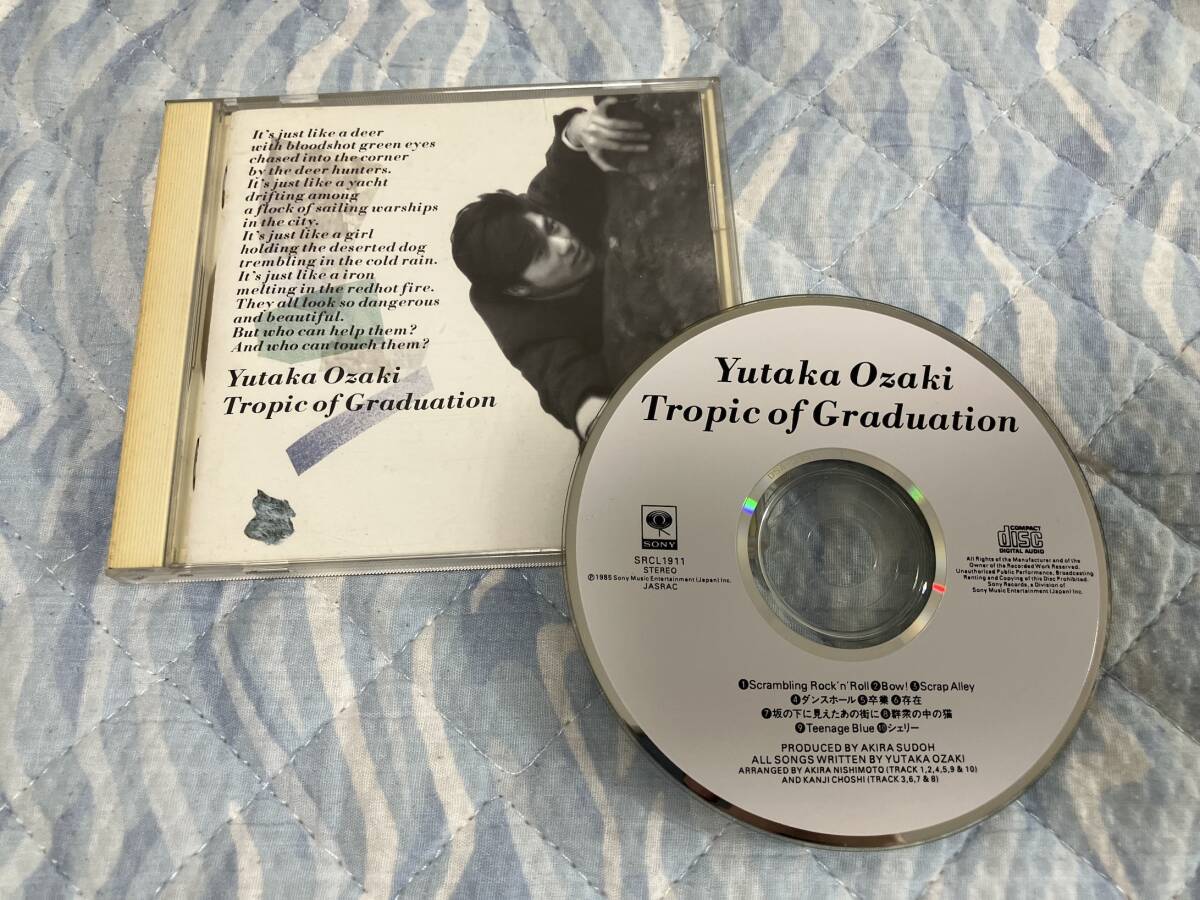 It's just like a deer
with bloodshot green eyes
chased into the corner
by the deer hunters.
It's just like a yacht
drifting among
a flock of sailing warships
in the city.
It's just like a girl
holding the deserted dog
trembling in the cold rain.
It's just like a iron
melting in the redhot fire.
They all look so dangerous
and beautiful.
But who can help them?
And who can touch them?
Yutaka Ozaki
Tropic of Graduation
Yutaka Ozaki
Tropic of Graduation
SONY
SRCL1911
STEREO
Ⓟ1985 Sony Music Entertainment (Japan) Inc.
JASRAC
COMPACT
disc
DIGITAL AUDIO
All Rights of the Manufacturer and of the
Owner of the Recorded Work Reserved.
Unauthorized Public Performance, Broadcasting,
Renting and Copying of this Disc Prohibited.
Sony Records, a Division of
Sony Music Entertainment (Japan) Inc.
❶Scrambling Rock'n'Roll❷Bow!❸Scrap Alley
❹ダンスホール❺卒業❻存在
❼坂の下に見えたあの街に❽群衆の中の猫
❾Teenage Blue❿シェリー
PRODUCED BY AKIRA SUDOH
ALL SONGS WRITTEN BY YUTAKA OZAKI
ARRANGED BY AKIRA NISHIMOTO (TRACK 1,2,4,5,9 & 10)
AND KANJI CHOSHI (TRACK 3,6,7 & 8)